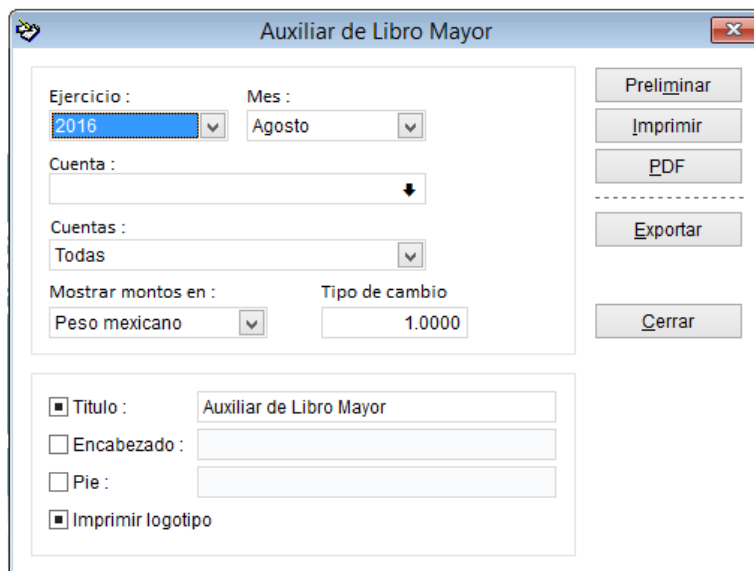 Auxiliar de Libro Mayor
Ejercicio :
Mes :
2016
Agosto
Cuenta :
Cuentas :
Todas
Mostrar montos en :
Tipo de cambio
Peso mexicano
1.0000
Preliminar
Imprimir
PDF
Exportar
Cerrar
Titulo :
Auxiliar de Libro Mayor
Encabezado :
Pie :
Imprimir logotipo